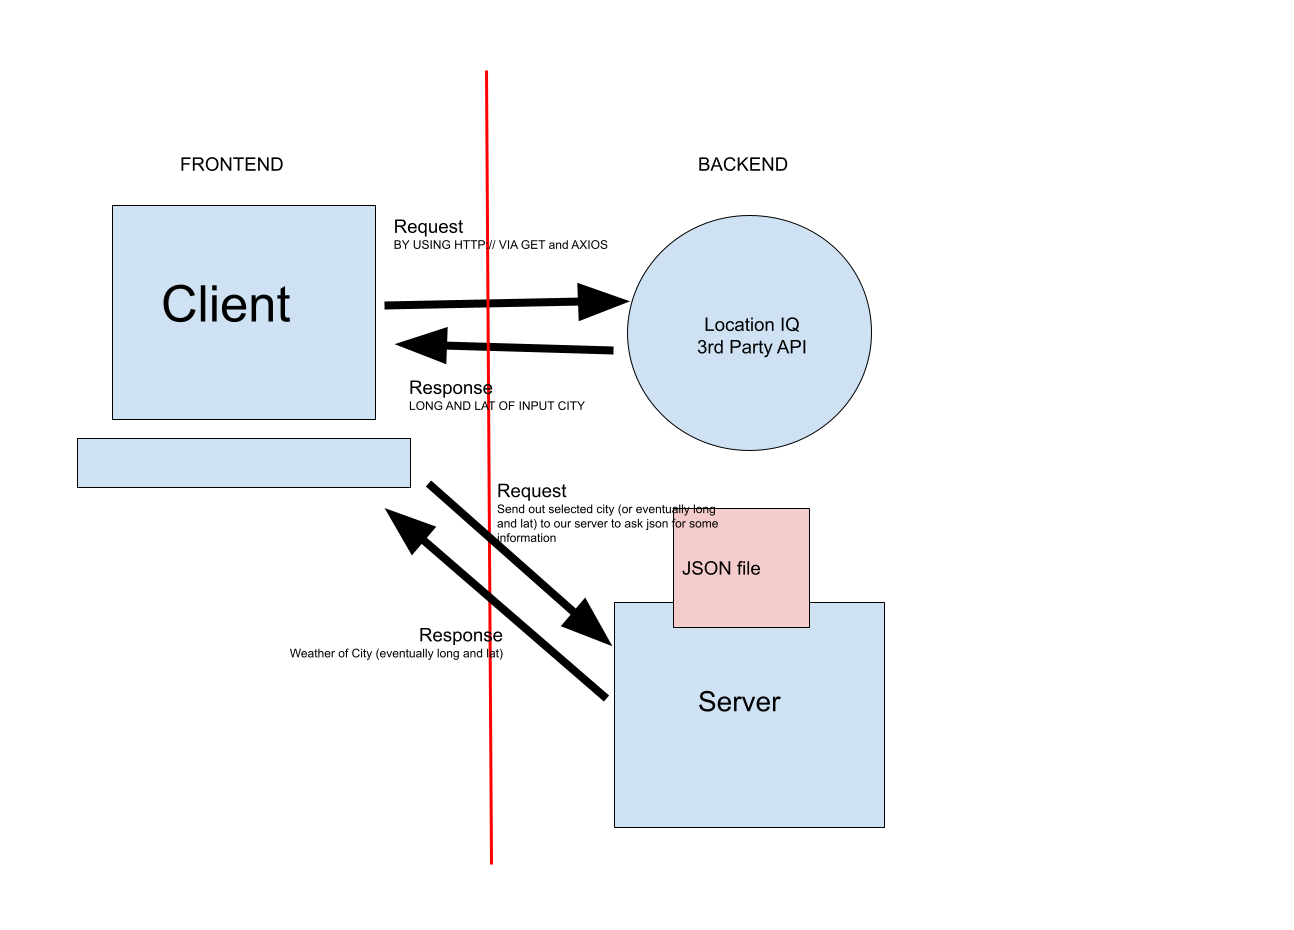 FRONTEND
BACKEND
Request
BY USING HTTP:// VIA GET and AXIOS
Client
Location IQ
3rd Party API
Response
LONG AND LAT OF INPUT CITY
Request
Send out selected city (or eventually long
and lat) to our server to ask json for some
information
JSON file
Response
Weather of City (eventually long and lat)
Server